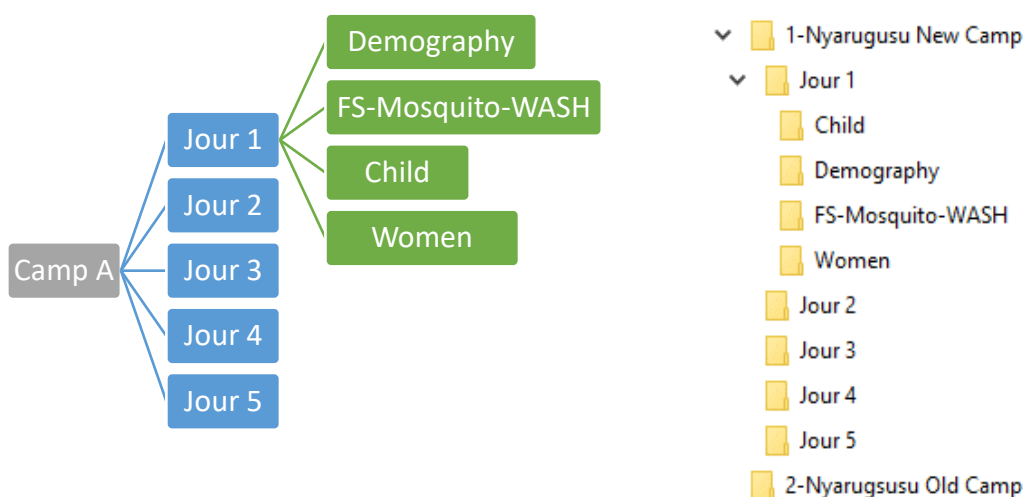 Camp A
Jour 1
Jour 2
Jour 3
Jour 4
Jour 5
Demography
FS-Mosquito-WASH
Child
Women
1-Nyarugusu New Camp
Jour 1
Child
Demography
FS-Mosquito-WASH
Women
Jour 2
Jour 3
Jour 4
Jour 5
2-Nyarugsusu Old Camp